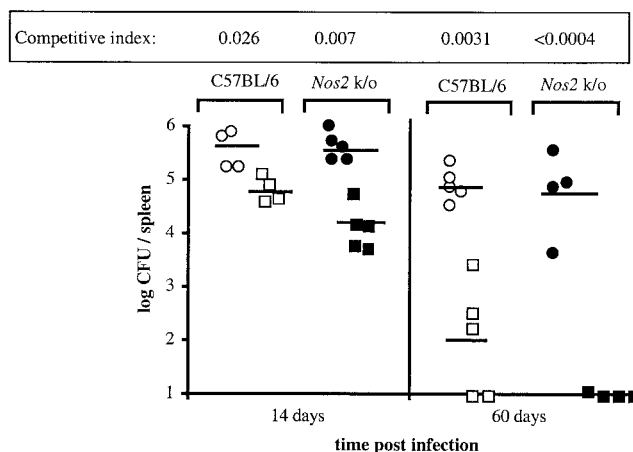 Competitive index: 0.026 0.007 0.0031 <0.0004
C57BL/6 Nos2 k/o C57BL/6 Nos2 k/o
log CFU / spleen
6
5
4
3
2
1
14 days 60 days
time post infection